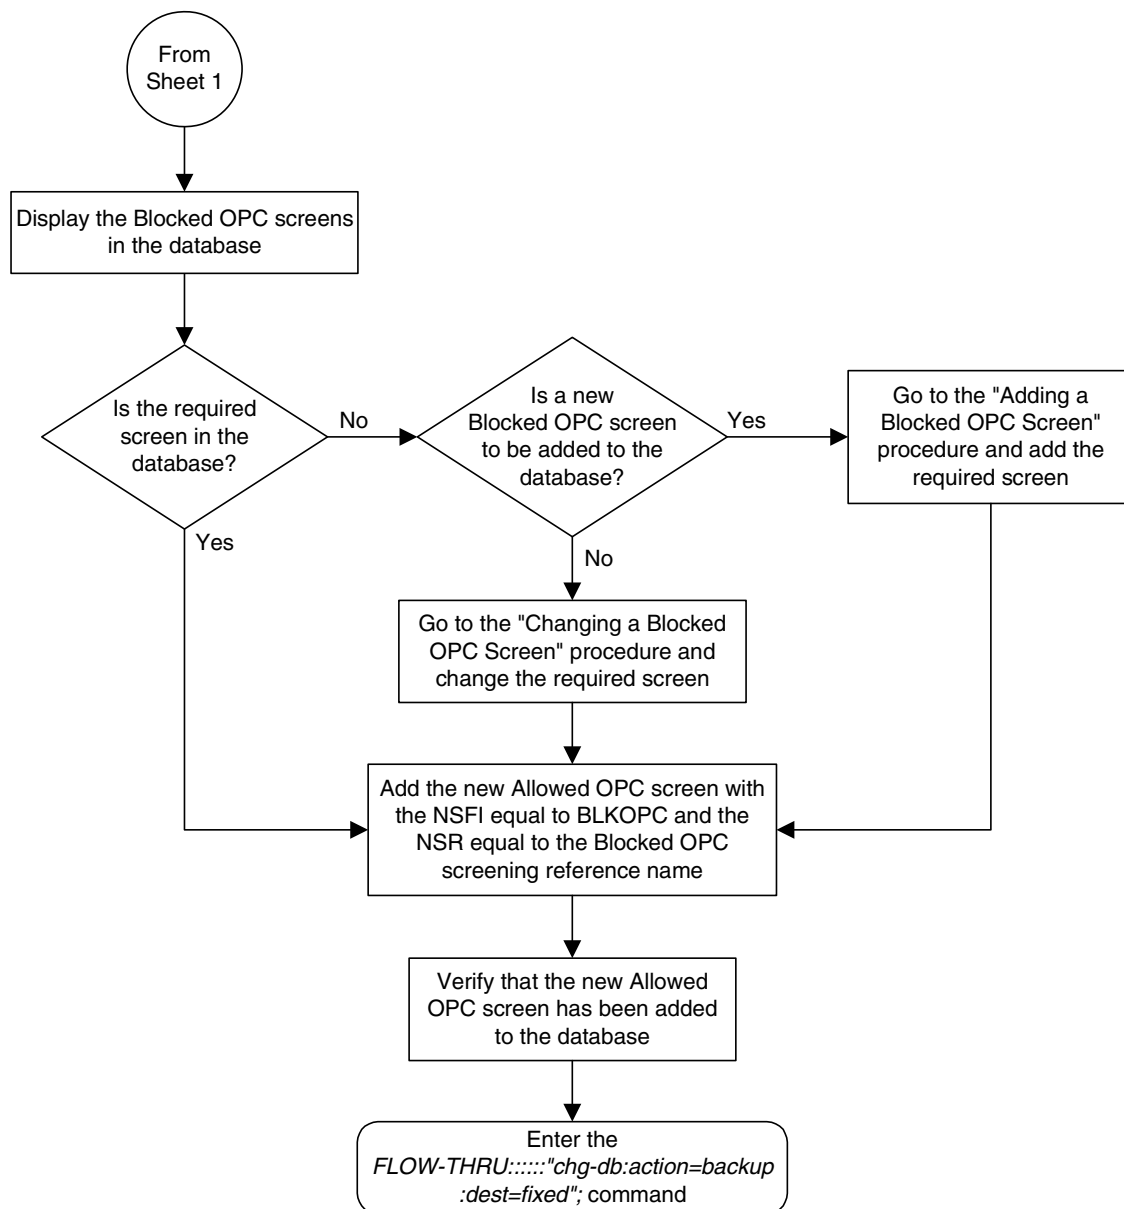 From
Sheet 1
Display the Blocked OPC screens
in the database
Is the required
screen in the
database?
No
Is a new
Blocked OPC screen
to be added to the
database?
Yes
Go to the "Adding a
Blocked OPC Screen"
procedure and add the
required screen
Yes
No
Go to the "Changing a Blocked
OPC Screen" procedure and
change the required screen
Add the new Allowed OPC screen with
the NSFI equal to BLKOPC and the
NSR equal to the Blocked OPC
screening reference name
Verify that the new Allowed
OPC screen has been added
to the database
Enter the
FLOW-THRU::::::"chg-db:action=backup
:dest=fixed"; command